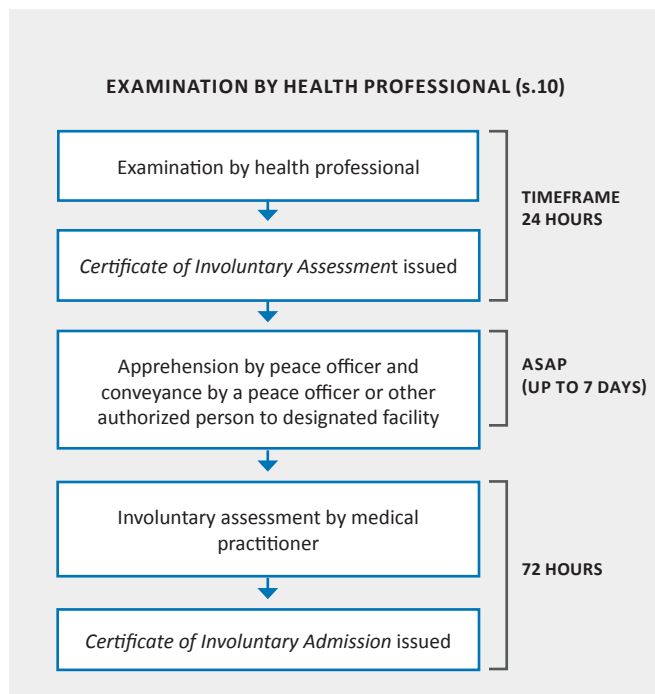 EXAMINATION BY HEALTH PROFESSIONAL (s.10)
Examination by health professional
TIMEFRAME
24 HOURS
Certificate of Involuntary Assessment issued
Apprehension by peace officer and
conveyance by a peace officer or other
authorized person to designated facility
ASAP
(UP TO 7 DAYS)
Involuntary assessment by medical
practitioner
72 HOURS
Certificate of Involuntary Admission issued